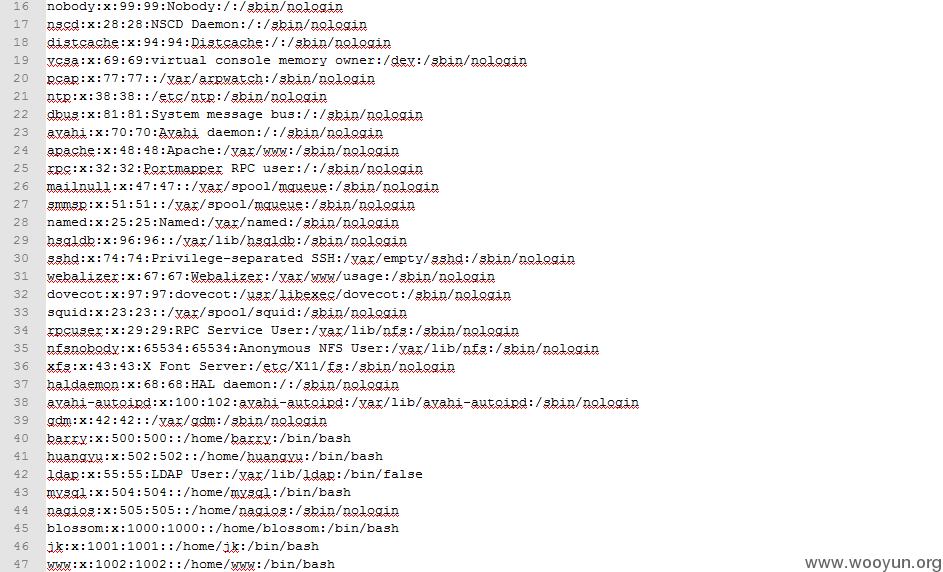 16 nobody:x:99:99:Nobody:/:/sbin/nologin
17 nscd:x:28:28:NSCD Daemon:/:/sbin/nologin
18 distcache:x:94:94:Distcache:/:/sbin/nologin
19 vcsa:x:69:69:virtual console memory owner:/dev:/sbin/nologin
20 pcap:x:77:77::/var/arpwatch:/sbin/nologin
21 ntp:x:38:38::/etc/ntp:/sbin/nologin
22 dbus:x:81:81:System message bus:/:/sbin/nologin
23 avahi:x:70:70:Avahi daemon:/:/sbin/nologin
24 apache:x:48:48:Apache:/var/www:/sbin/nologin
25 rpc:x:32:32:Portmapper RPC user:/:/sbin/nologin
26 mailnull:x:47:47::/var/spool/mqueue:/sbin/nologin
27 smmsp:x:51:51::/var/spool/mqueue:/sbin/nologin
28 named:x:25:25:Named:/var/named:/sbin/nologin
29 hsqldb:x:96:96::/var/lib/hsqldb:/sbin/nologin
30 sshd:x:74:74:Privilege-separated SSH:/var/empty/sshd:/sbin/nologin
31 webalizer:x:67:67:Webalizer:/var/www/usage:/sbin/nologin
32 dovecot:x:97:97:dovecot:/usr/libexec/dovecot:/sbin/nologin
33 squid:x:23:23::/var/spool/squid:/sbin/nologin
34 rpcuser:x:29:29:RPC Service User:/var/lib/nfs:/sbin/nologin
35 nfsnobody:x:65534:65534:Anonymous NFS User:/var/lib/nfs:/sbin/nologin
36 xfs:x:43:43:X Font Server:/etc/X11/fs:/sbin/nologin
37 haldaemon:x:68:68:HAL daemon:/:/sbin/nologin
38 avahi-autoipd:x:100:102:avahi-autoipd:/var/lib/avahi-autoipd:/sbin/nologin
39 gdm:x:42:42::/var/gdm:/sbin/nologin
40 barry:x:500:500::/home/barry:/bin/bash
41 huangyu:x:502:502::/home/huangyu:/bin/bash
42 ldap:x:55:55:LDAP User:/var/lib/ldap:/bin/false
43 mysql:x:504:504::/home/mysql:/bin/bash
44 nagios:x:505:505::/home/nagios:/sbin/nologin
45 blossom:x:1000:1000::/home/blossom:/bin/bash
46 jk:x:1001:1001::/home/jk:/bin/bash
47 www:x:1002:1002::/home/www:/bin/bash
www.wooyun.org